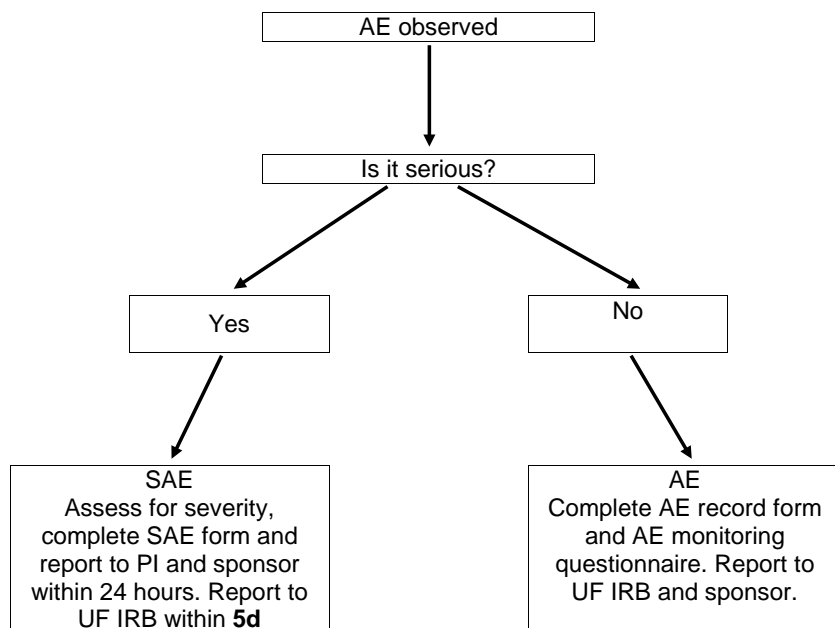 AE observed
Is it serious?
Yes
No
SAE
Assess for severity,
complete SAE form and
report to PI and sponsor
within 24 hours. Report to
UF IRB within 5d
AE
Complete AE record form
and AE monitoring
questionnaire. Report to
UF IRB and sponsor.